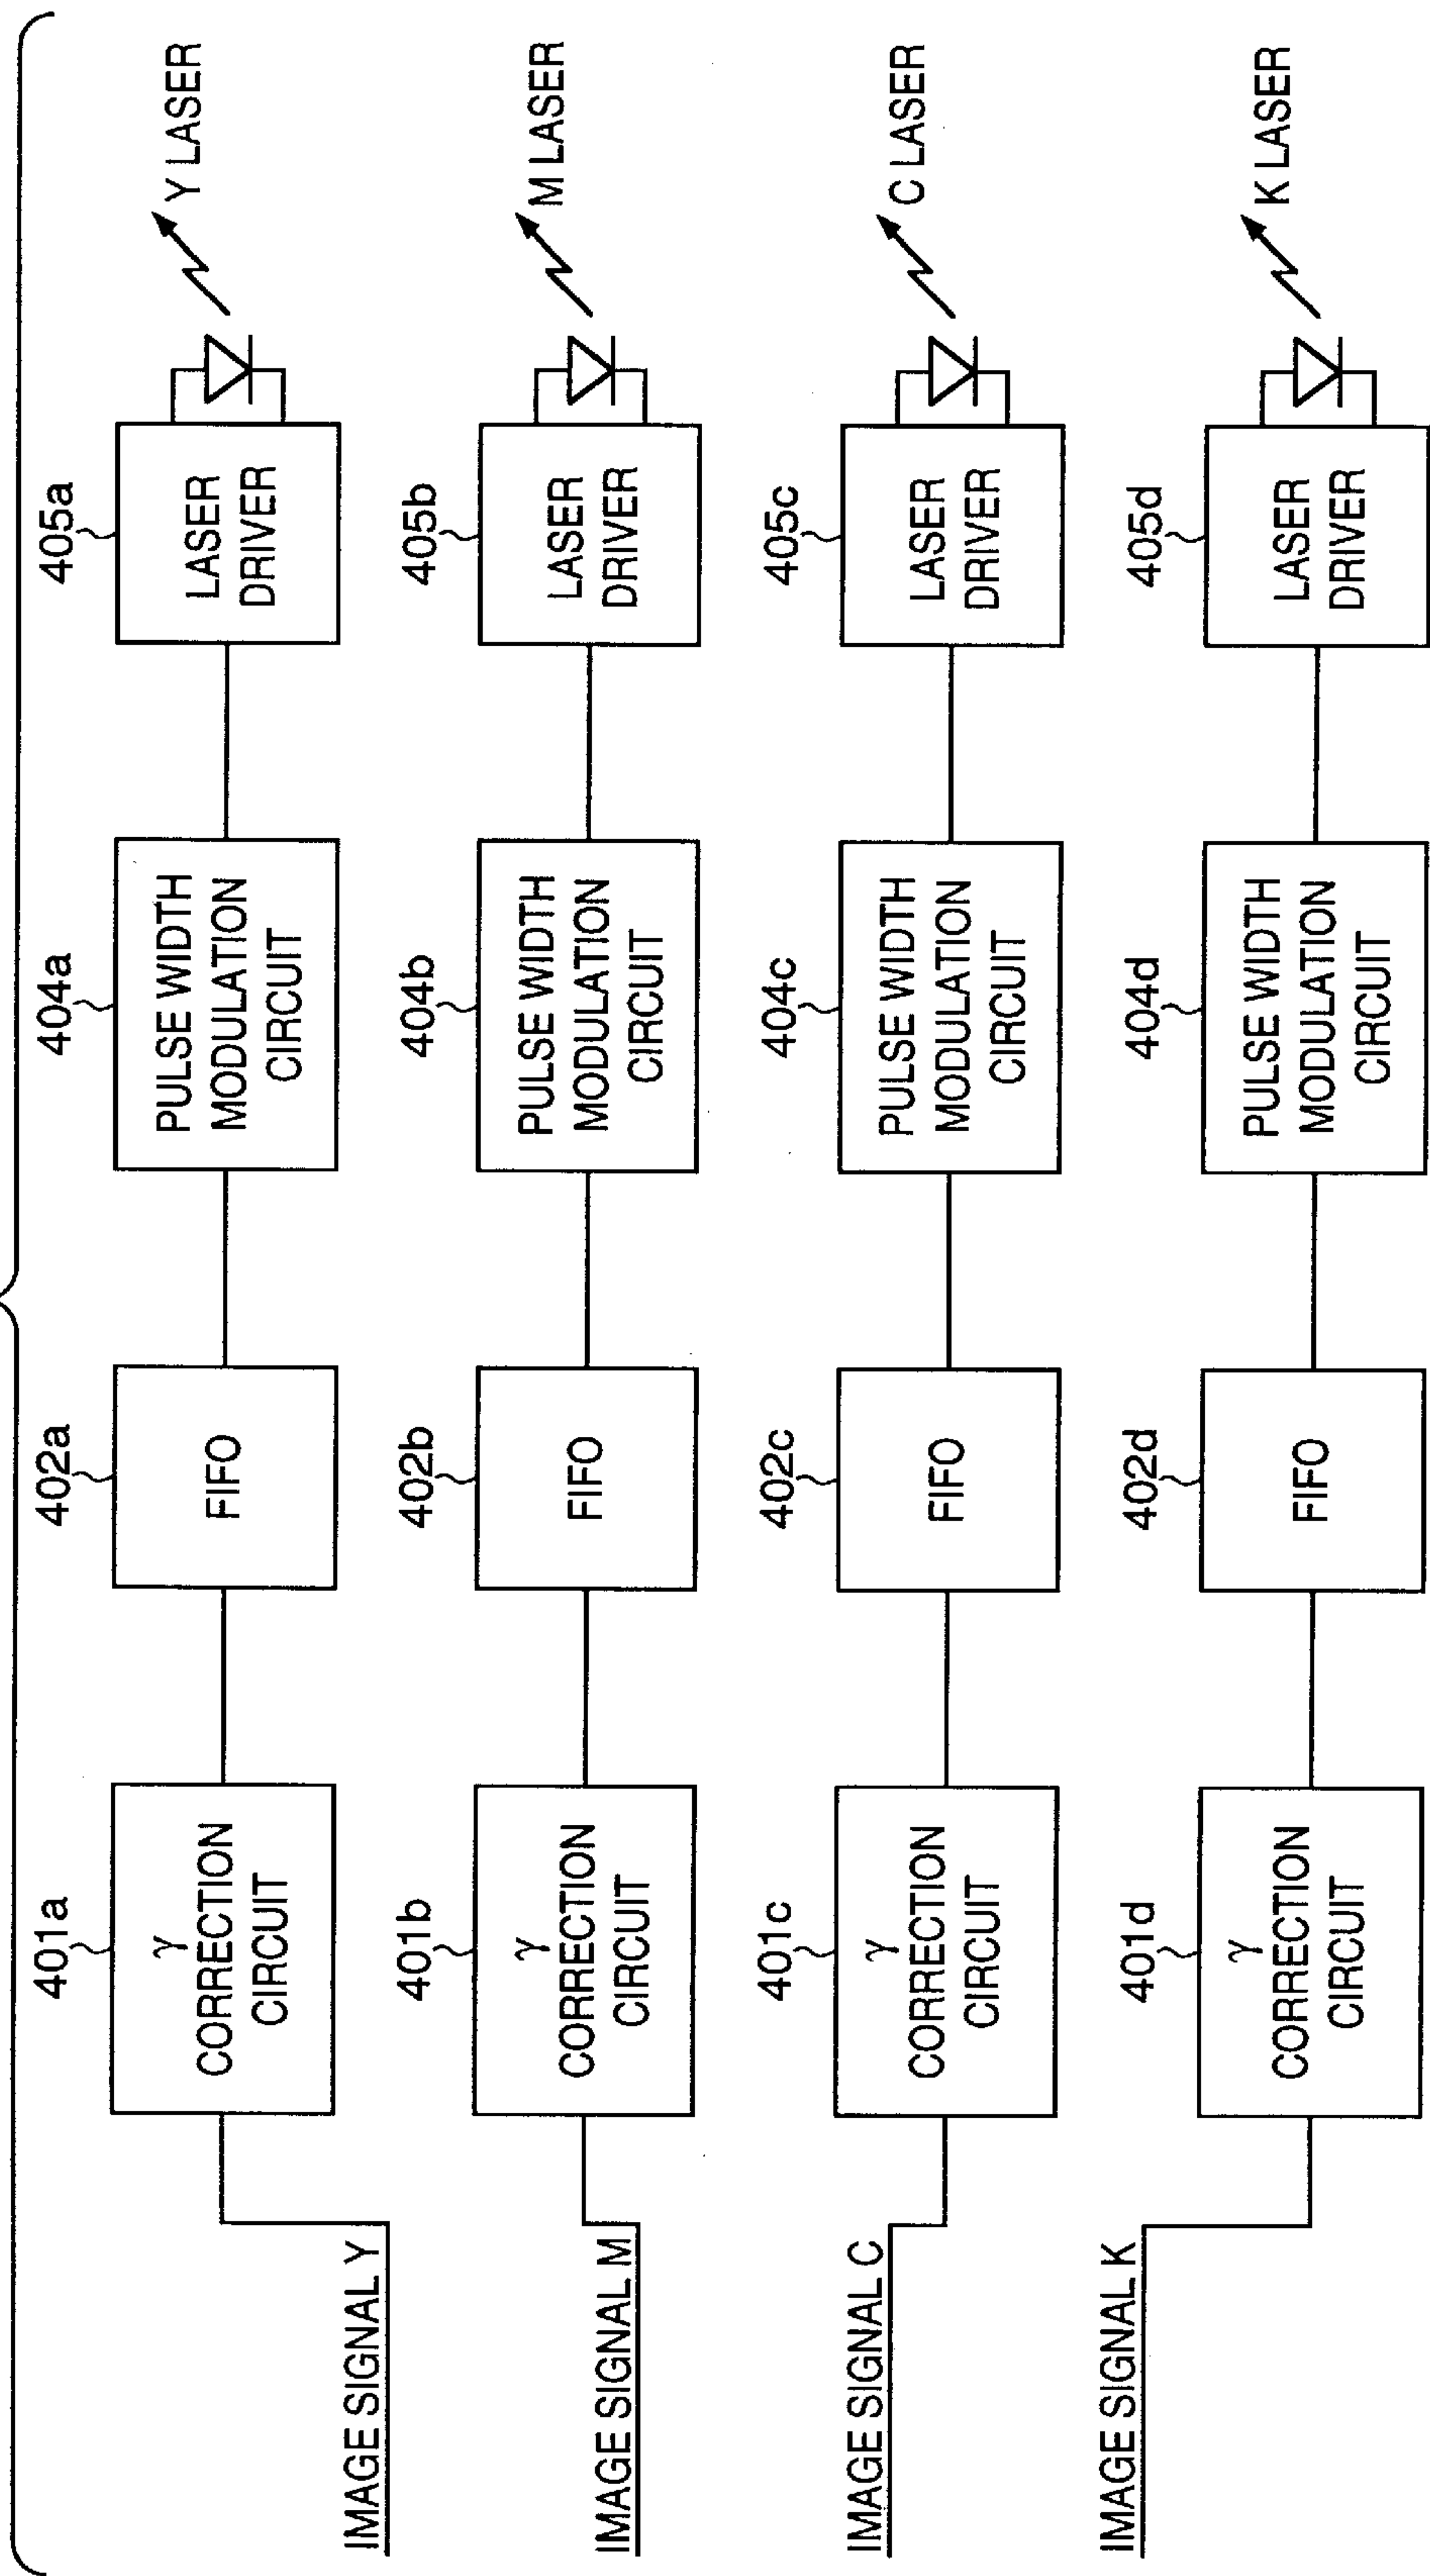 401a
402a
404a
405a
IMAGE SIGNAL Y
γ
CORRECTION
CIRCUIT
FIFO
PULSE WIDTH
MODULATION
CIRCUIT
LASER
DRIVER
Y LASER
401b
402b
404b
405b
IMAGE SIGNAL M
γ
CORRECTION
CIRCUIT
FIFO
PULSE WIDTH
MODULATION
CIRCUIT
LASER
DRIVER
M LASER
401c
402c
404c
405c
IMAGE SIGNAL C
γ
CORRECTION
CIRCUIT
FIFO
PULSE WIDTH
MODULATION
CIRCUIT
LASER
DRIVER
C LASER
401d
402d
404d
405d
IMAGE SIGNAL K
γ
CORRECTION
CIRCUIT
FIFO
PULSE WIDTH
MODULATION
CIRCUIT
LASER
DRIVER
K LASER